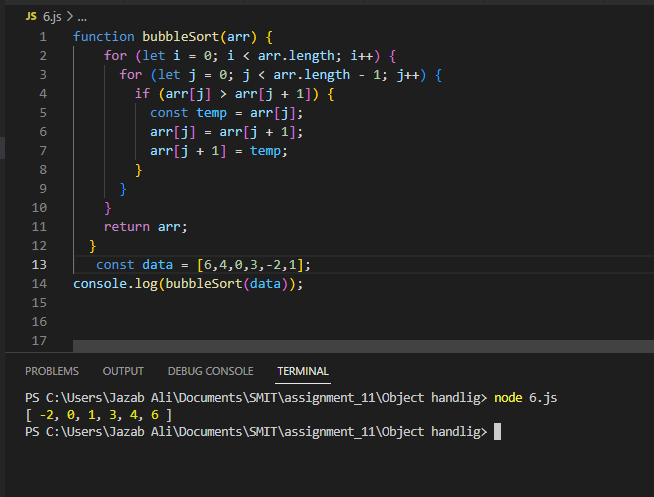 JS 6.js > ...
1 function bubbleSort(arr) {
2 for (let i = 0; i < arr.length; i++) {
3 for (let j = 0; j < arr.length - 1; j++) {
4 if (arr[j] > arr[j + 1]) {
5 const temp = arr[j];
6 arr[j] = arr[j + 1];
7 arr[j + 1] = temp;
8 }
9 }
10 }
11 return arr;
12 }
13 const data = [6,4,0,3,-2,1];
14 console.log(bubbleSort(data));
15
16
17
PROBLEMS OUTPUT DEBUG CONSOLE TERMINAL
PS C:\Users\Jazab Ali\Documents\SMIT\assignment_11\Object handlig> node 6.js
[ -2, 0, 1, 3, 4, 6 ]
PS C:\Users\Jazab Ali\Documents\SMIT\assignment_11\Object handlig>